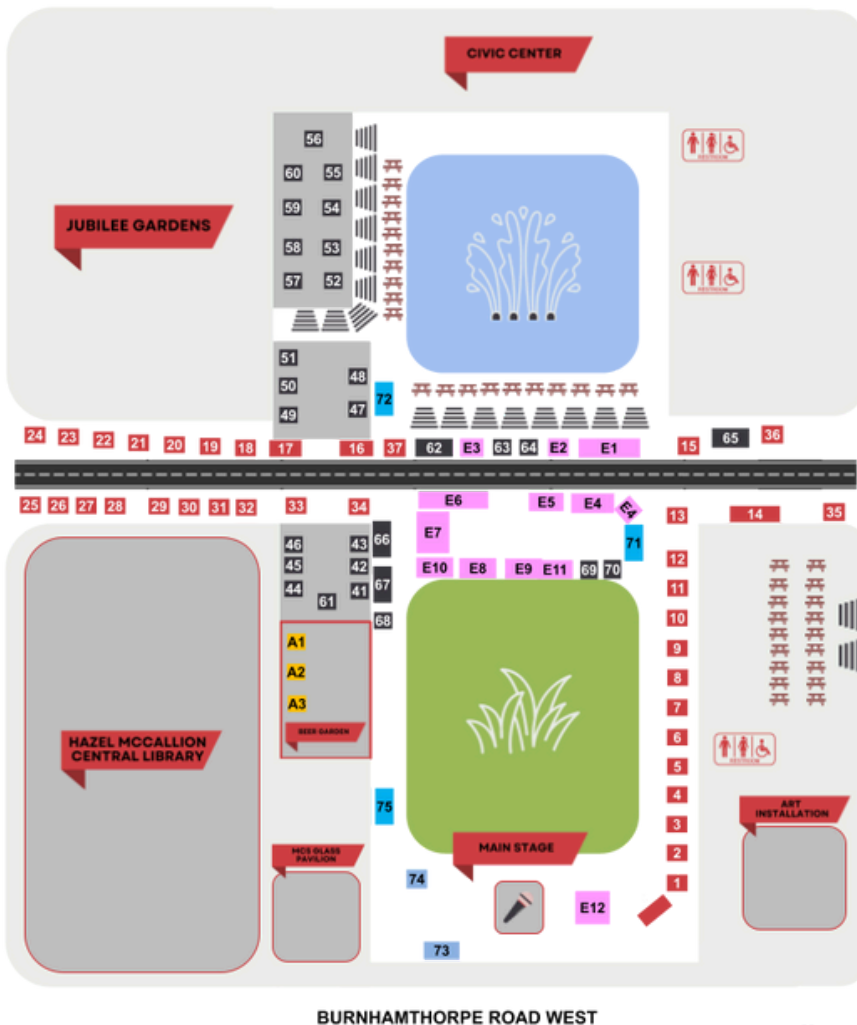 CIVIC CENTER
56
RESTROOM
60 55
JUBILEE GARDENS
59 54
58 53
57 52
RESTROOM
51
50 48
49 47
72
24 23 22 21 20 19 18 17 16 37 62 E3 63 64 E2 E1 15 65 36
25 26 27 28 29 30 31 32 33 34 E6 E5 E4 E4 13 14 35
46 43 66 E7 71
45 42 67 E10 E8 E9 E11 69 70 12
44 41 11
61
68 10
A1
9
A2
8
A3
7
BEER GARDEN
HAZEL MCCALLION
CENTRAL LIBRARY
6
RESTROOM
5
75
4
ART
INSTALLATION
3
MAIN STAGE
MCS GLASS
PAVILION
2
74
1
E12
73
BURNHAMTHORPE ROAD WEST